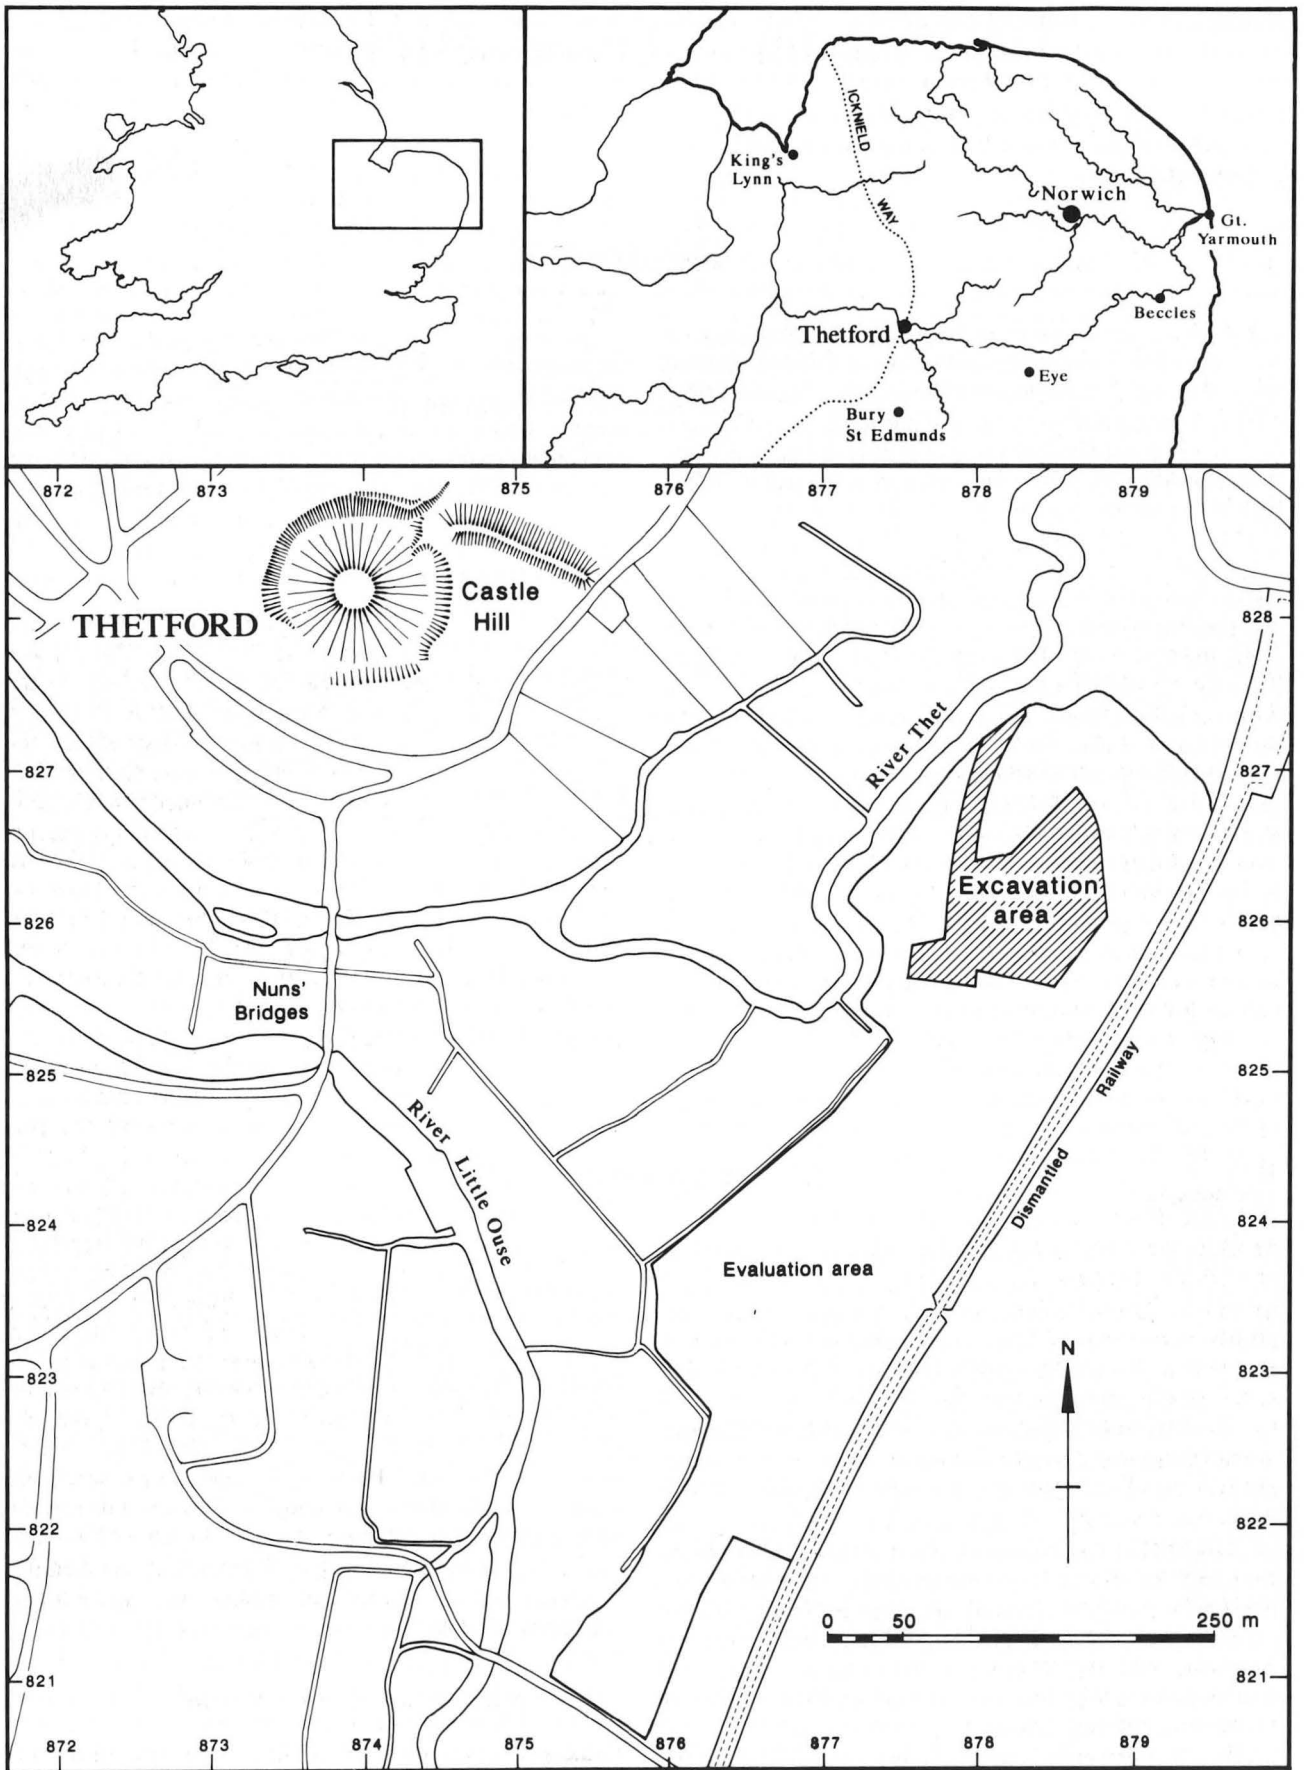 ICKNIELD
WAY
King's
Lynn
Norwich
Gt.
Yarmouth
Beccles
Thetford
Eye
Bury
St Edmunds
872
873
875
876
877
878
879
THETFORD
Castle
Hill
828
River Thet
827
827
Excavation
area
826
826
Nuns'
Bridges
825
825
River Little Ouse
Dismantled Railway
824
824
Evaluation area
823
823
N
822
822
0 50 250 m
821
821
872
873
874
875
876
877
878
879